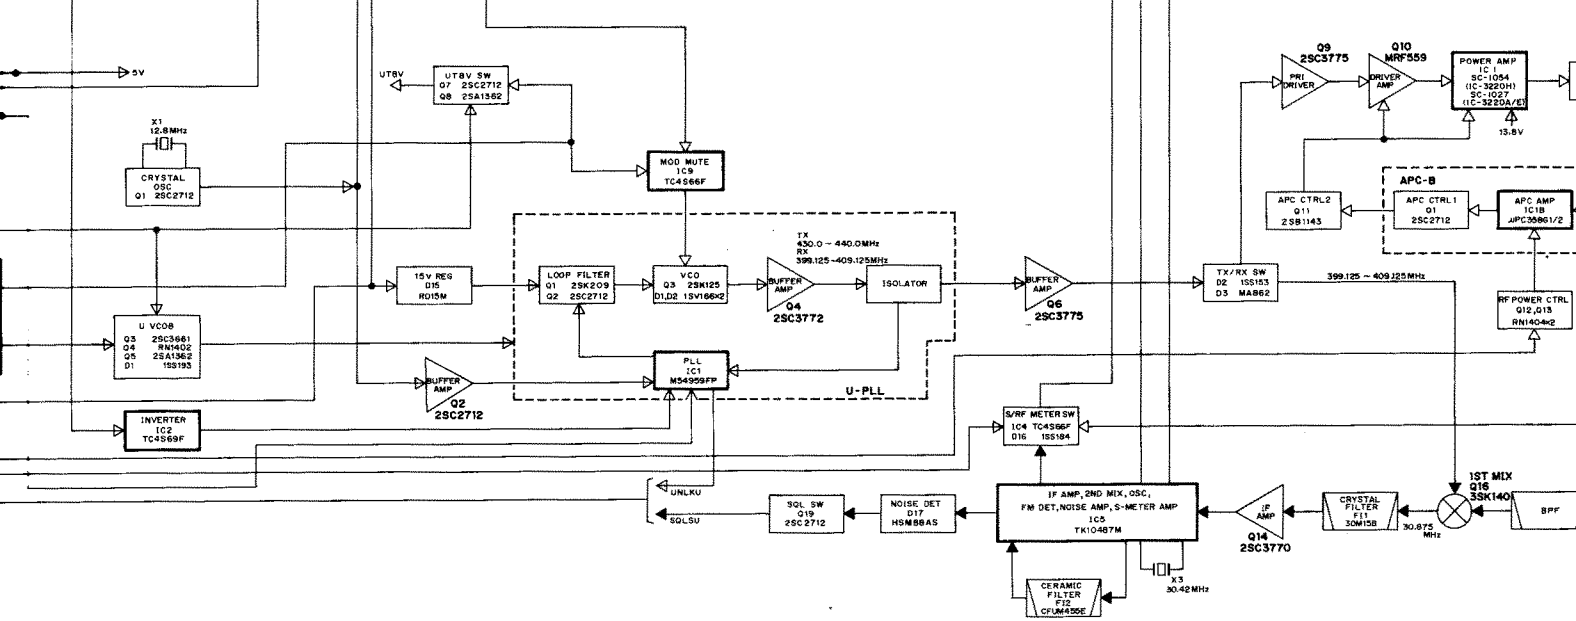 5V
X1
12.8MHz
CRYSTAL
OSC
Q1 2SC2712
UT8V
UT8V SW
Q7 2SC2712
Q8 2SA1362
MOD MUTE
IC9
TC4S66F
15V REG
D15
RD15M
LOOP FILTER
Q1 2SK209
Q2 2SC2712
VCO
Q3 2SK125
D1,D2 1SV166×2
TX
430.0 ~ 440.0MHz
RX
399.125~409.125MHz
BUFFER
AMP
Q4
2SC3772
ISOLATOR
PLL
IC1
M54959FP
U-PLL
U VCOB
Q3 2SC3661
Q4 RN1402
Q5 2SA1362
D1 1SS193
BUFFER
AMP
Q2
2SC2712
INVERTER
IC2
TC4S69F
UNLKU
SQLSU
SQL SW
Q19
2SC2712
NOISE DET
D17
HSM88AS
BUFFER
AMP
Q6
2SC3775
TX/RX SW
D2 1SS153
D3 MA862
399.125 ~ 409.125MHz
Q9
2SC3775
PRI
DRIVER
Q10
MRF559
DRIVER
AMP
POWER AMP
IC1
SC-1054
(IC-3220H)
SC-1027
(IC-3220A/E)
13.8V
APC-B
APC CTRL2
Q11
2SB1143
APC CTRL1
Q1
2SC2712
APC AMP
IC1B
μPC358G1/2
RF POWER CTRL
Q12,Q13
RN1404×2
S/RF METER SW
IC4 TC4S66F
D16 1SS184
IF AMP,2ND MIX,OSC,
FM DET,NOISE AMP,S-METER AMP
IC5
TK10487M
X3
30.42MHz
CERAMIC
FILTER
FI2
CFUM455E
IF
AMP
Q14
2SC3770
CRYSTAL
FILTER
FI1
30M15B
30.875
MHz
1ST MIX
Q16
3SK140
BPF